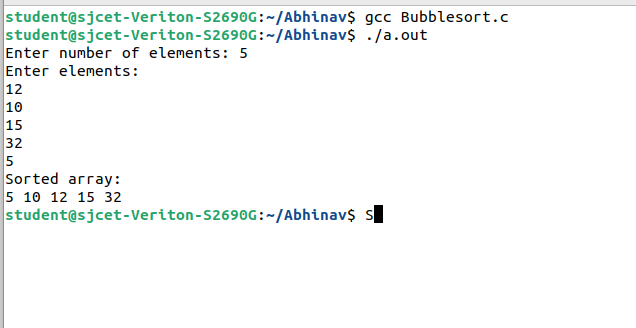 student@sjcet-Veriton-S2690G:~/Abhinav$ gcc Bubblesort.c
student@sjcet-Veriton-S2690G:~/Abhinav$ ./a.out
Enter number of elements: 5
Enter elements:
12
10
15
32
5
Sorted array:
5 10 12 15 32
student@sjcet-Veriton-S2690G:~/Abhinav$ S